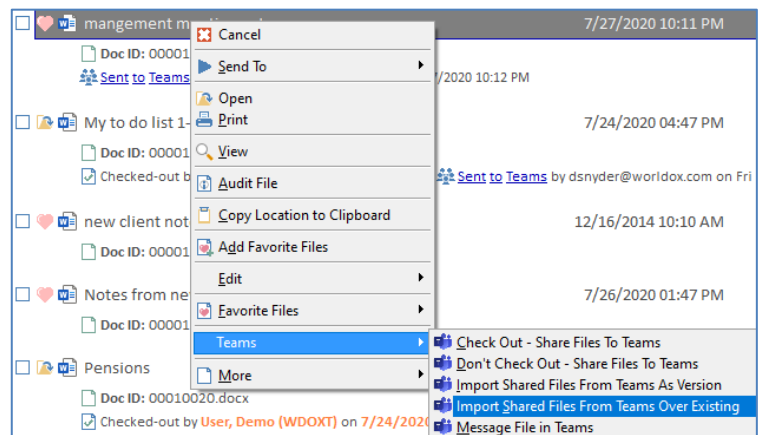 mangement m
7/27/2020 10:11 PM
Cancel
Doc ID: 00001
Send To
Sent to Teams
/2020 10:12 PM
Open
My to do list 1-
Print
7/24/2020 04:47 PM
Doc ID: 00001
View
Checked-out b
Audit File
Sent to Teams by dsnyder@worldox.com on Fri
new client not
Copy Location to Clipboard
12/16/2014 10:10 AM
Doc ID: 00001
Add Favorite Files
Edit
Notes from ne
7/26/2020 01:47 PM
Favorite Files
Doc ID: 00001
Teams
Check Out - Share Files To Teams
Pensions
Don't Check Out - Share Files To Teams
More
Import Shared Files From Teams As Version
Doc ID: 00010020.docx
Import Shared Files From Teams Over Existing
Checked-out by User, Demo (WDOXT) on 7/24/2020
Message File in Teams